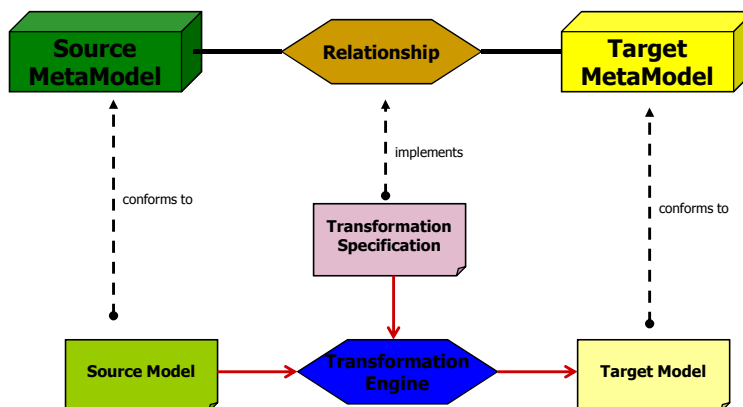 Source
MetaModel
Relationship
Target
MetaModel
implements
conforms to
conforms to
Transformation
Specification
Source Model
Transformation
Engine
Target Model